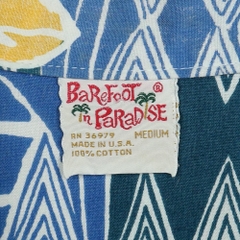 BaRefooT ®
in PaRaDISE
RN 36979 MEDIUM
MADE IN U.S.A.
100% COTTON